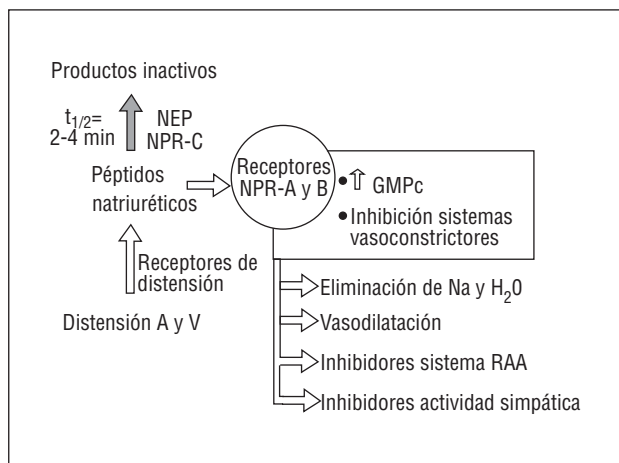 Productos inactivos
t1/2=
2-4 min
NEP
NPR-C
Péptidos
natriuréticos
Receptores
NPR-A y B
• GMPc
• Inhibición sistemas
vasoconstrictores
Receptores de
distensión
Distensión A y V
Eliminación de Na y H20
Vasodilatación
Inhibidores sistema RAA
Inhibidores actividad simpática